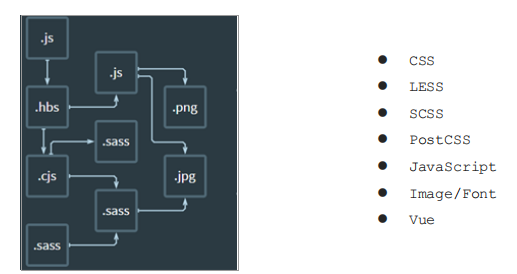 .js
.js
.hbs
.png
.sass
.cjs
.jpg
.sass
.sass
CSS
LESS
SCSS
PostCSS
JavaScript
Image/Font
Vue